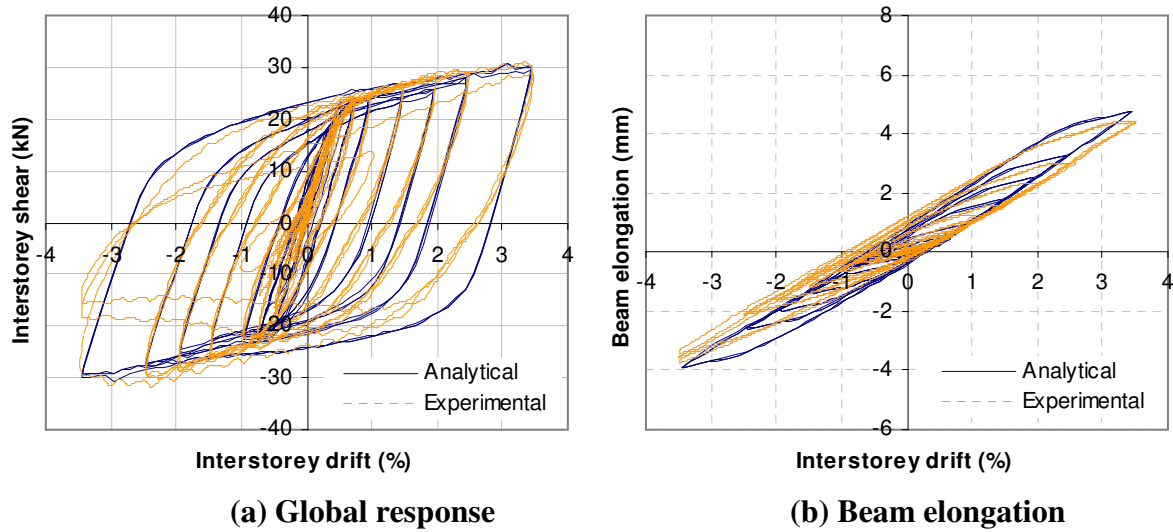 40
30
20
10
0
-10
-20
-30
-40
-4 -3 -2 -1 0 1 2 3 4
Interstorey shear (kN)
Analytical
Experimental
Interstorey drift (%)
(a) Global response
8
6
4
2
0
-2
-4
-6
-4 -3 -2 -1 0 1 2 3 4
Beam elongation (mm)
Analytical
Experimental
Interstorey drift (%)
(b) Beam elongation